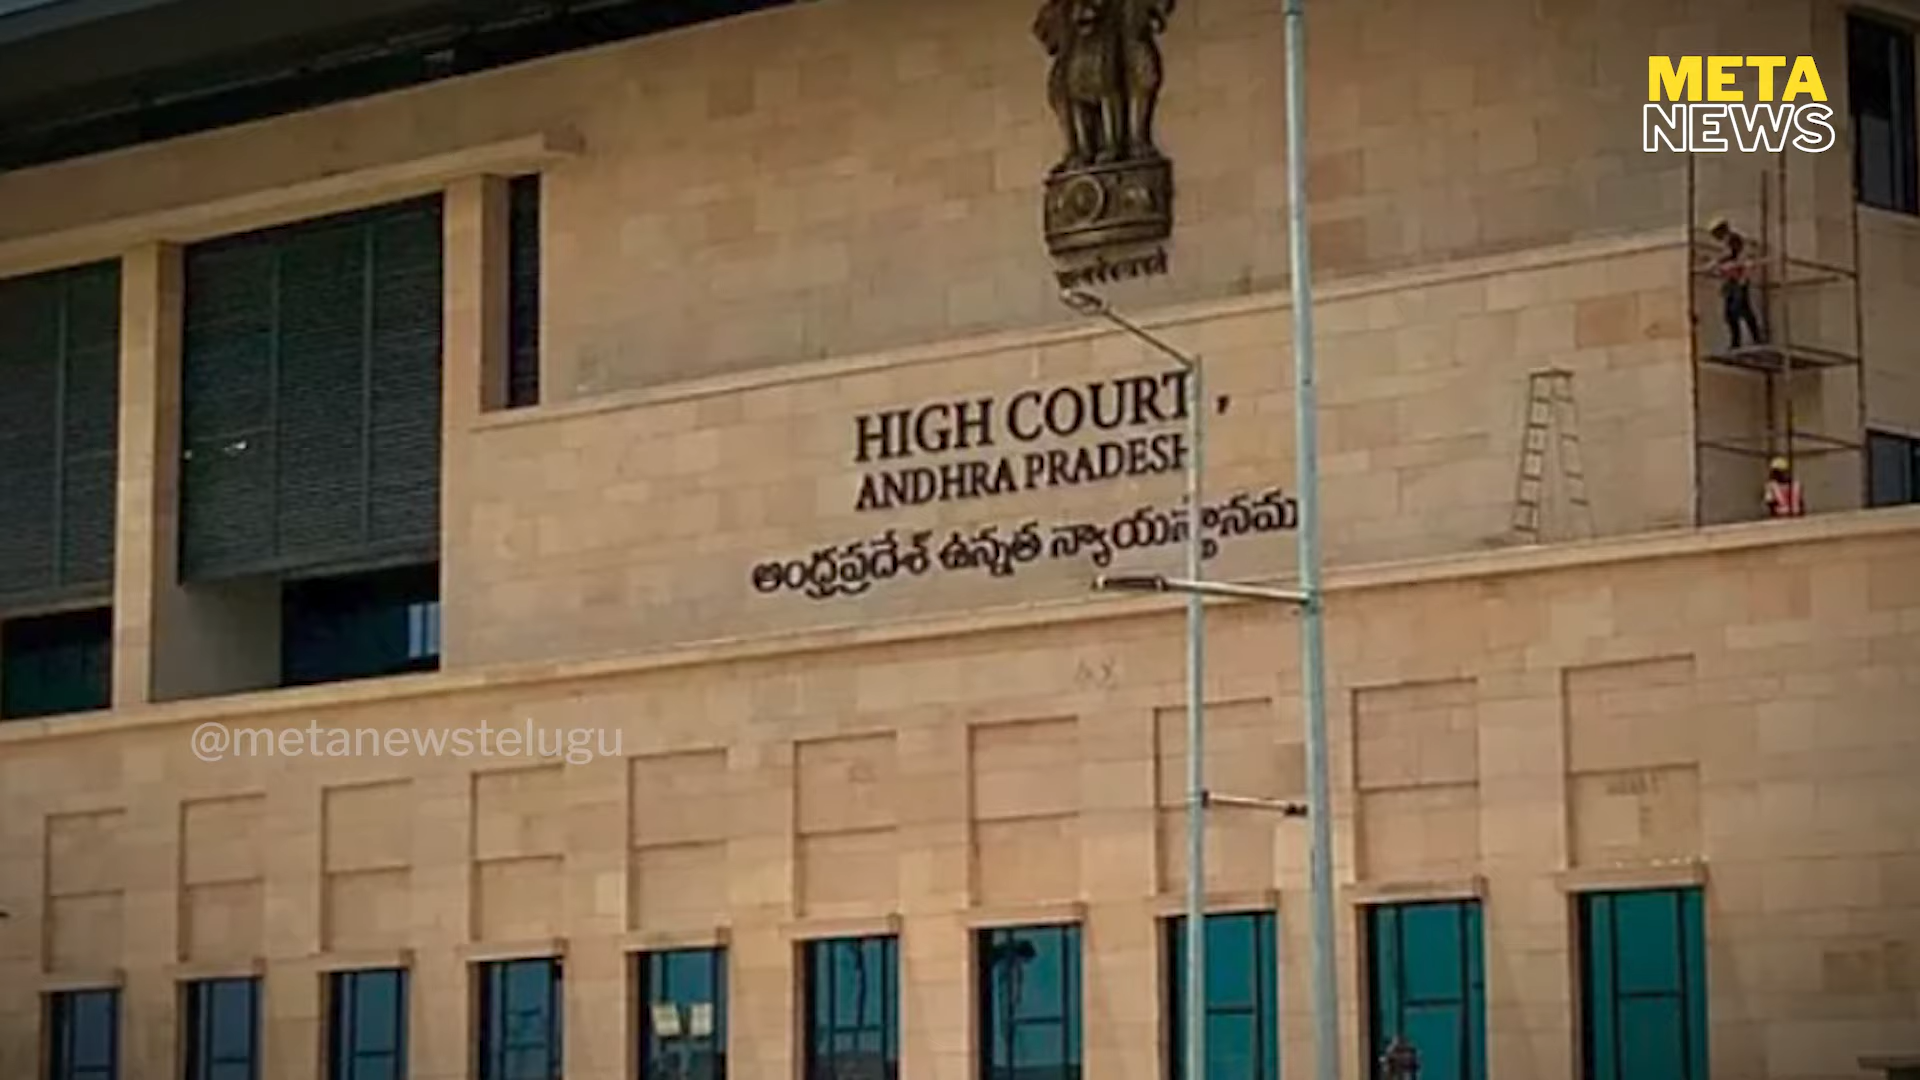 META
NEWS
HIGH COURT,
ANDHRA PRADESH
ఆంధ్రప్రదేశ్ ఉన్నత న్యాయస్థానము
@metanewstelugu